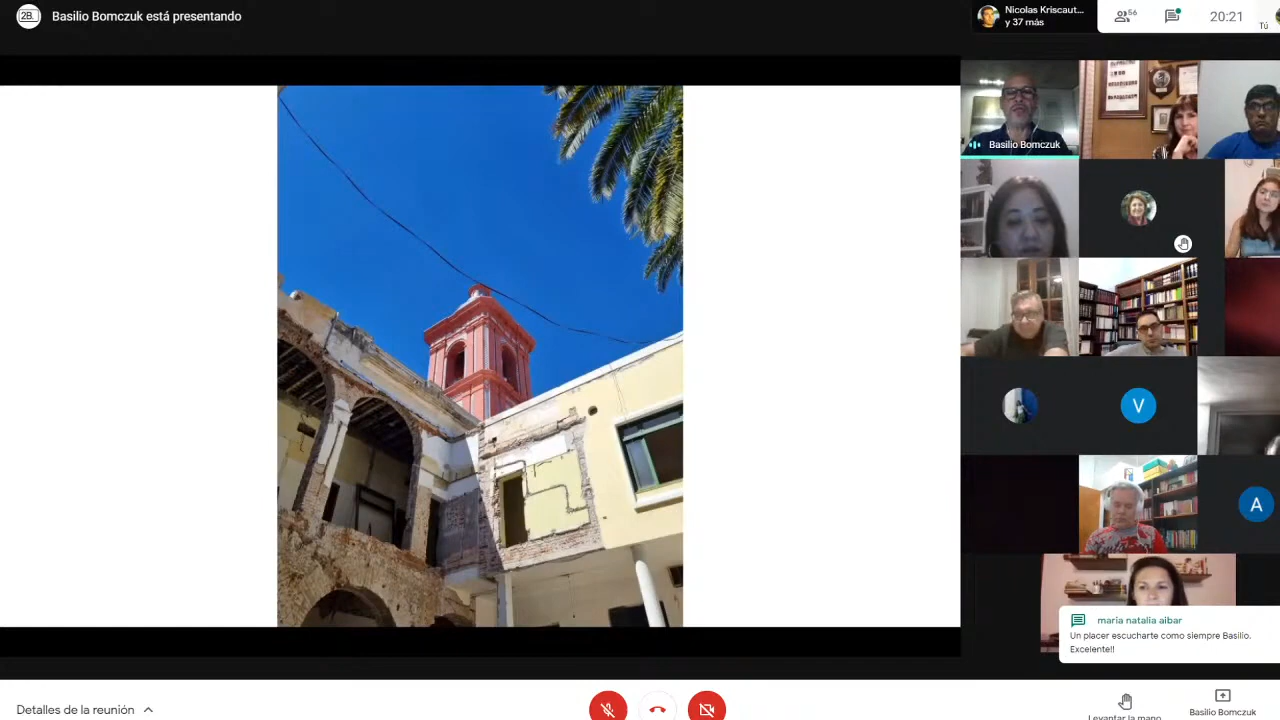 2B.
Basilio Bomczuk está presentando
Nicolas Kriscaut...
y 37 más
56
20:21
Tú
Basilio Bomczuk
V
A
maria natalia aibar
Un placer escucharte como siempre Basilio.
Excelente!!
Detalles de la reunión
Levantar la mano
Basilio Bomczuk